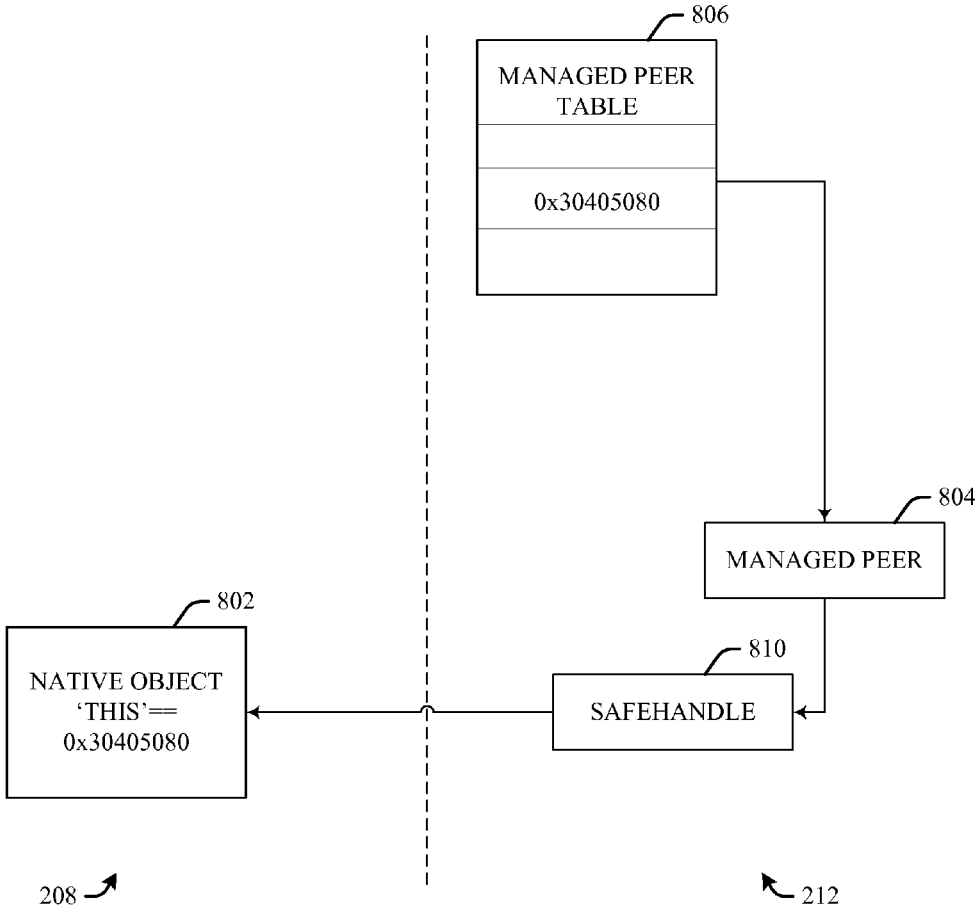 806
MANAGED PEER
TABLE
0x30405080
804
MANAGED PEER
802
NATIVE OBJECT
‘THIS’==
0x30405080
810
SAFEHANDLE
208
212